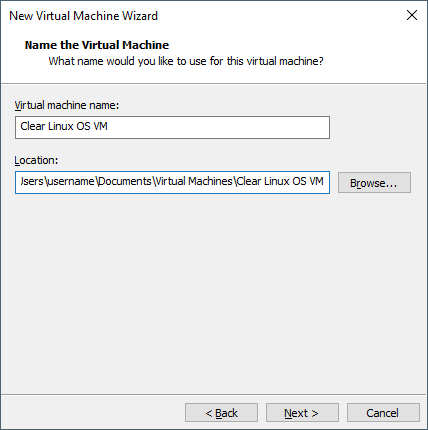 New Virtual Machine Wizard
Name the Virtual Machine
What name would you like to use for this virtual machine?
Virtual machine name:
Clear Linux OS VM
Location:
sers\username\Documents\Virtual Machines\Clear Linux OS VM
Browse...
< Back
Next >
Cancel